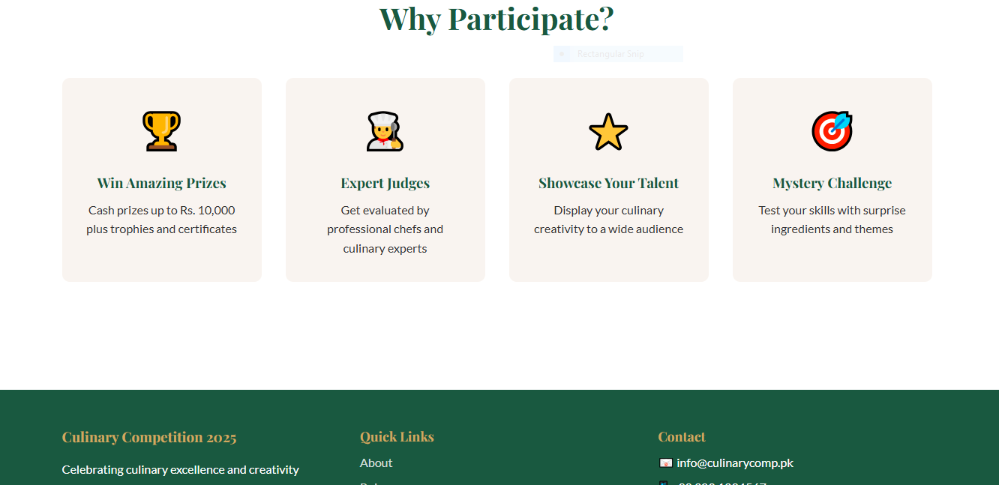 Why Participate?
Rectangular Snip
Win Amazing Prizes
Cash prizes up to Rs. 10,000
plus trophies and certificates
Expert Judges
Get evaluated by
professional chefs and
culinary experts
Showcase Your Talent
Display your culinary
creativity to a wide audience
Mystery Challenge
Test your skills with surprise
ingredients and themes
Culinary Competition 2025
Celebrating culinary excellence and creativity
Quick Links
About
Contact
info@culinarycomp.pk